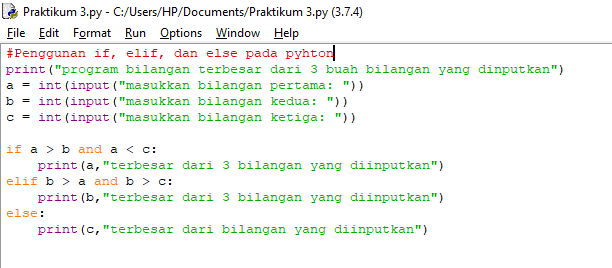 Praktikum 3.py - C:/Users/HP/Documents/Praktikum 3.py (3.7.4)
File Edit Format Run Options Window Help
#Penggunan if, elif, dan else pada pyhton
print("program bilangan terbesar dari 3 buah bilangan yang dinputkan")
a = int(input("masukkan bilangan pertama: "))
b = int(input("masukkan bilangan kedua: "))
c = int(input("masukkan bilangan ketiga: "))
if a > b and a < c:
    print(a,"terbesar dari 3 bilangan yang diinputkan")
elif b > a and b > c:
    print(b,"terbesar dari 3 bilangan yang diinputkan")
else:
    print(c,"terbesar dari bilangan yang diinputkan")